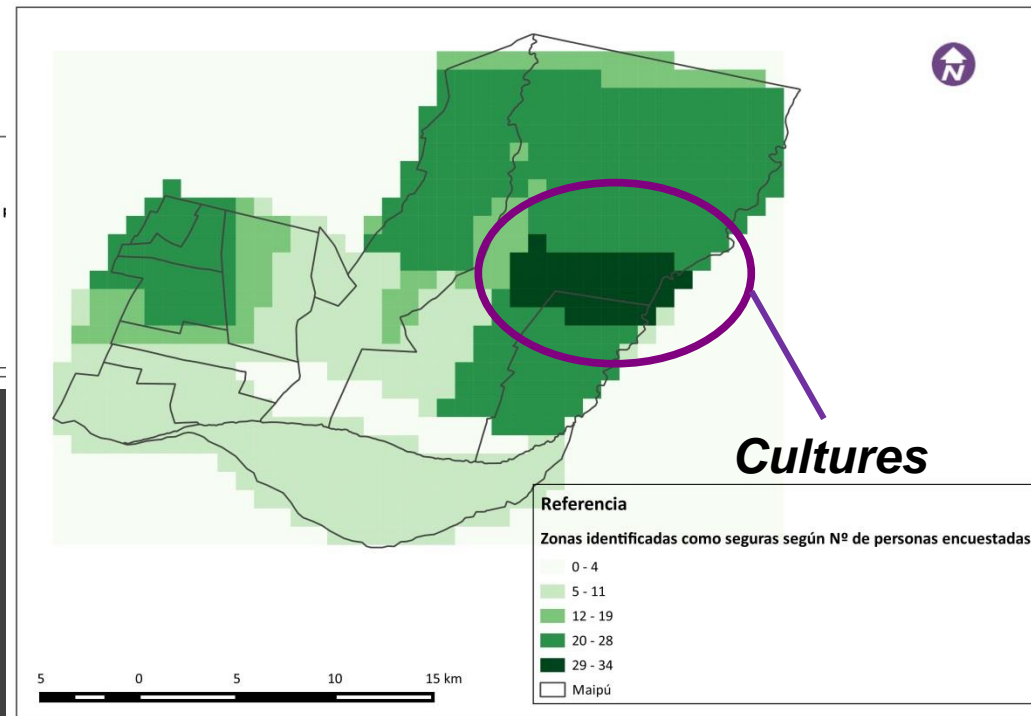 N
Cultures
Referencia
Zonas identificadas como seguras según Nº de personas encuestadas
0 - 4
5 - 11
12 - 19
20 - 28
29 - 34
Maipú
5 0 5 10 15 km